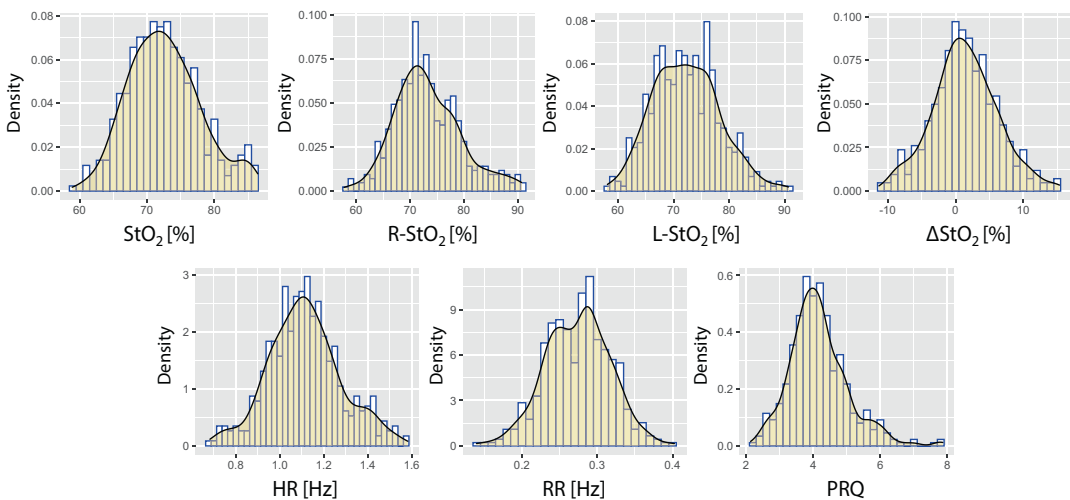 Density
0.08
0.06
0.04
0.02
0.00
60 70 80
StO2 [%]
Density
0.100
0.075
0.050
0.025
0.000
60 70 80 90
R-StO2 [%]
Density
0.08
0.06
0.04
0.02
0.00
60 70 80 90
L-StO2 [%]
Density
0.100
0.075
0.050
0.025
0.000
-10 0 10
ΔStO2 [%]
Density
3
2
1
0
0.8 1.0 1.2 1.4 1.6
HR [Hz]
Density
9
6
3
0
0.2 0.3 0.4
RR [Hz]
Density
0.6
0.4
0.2
0.0
2 4 6 8
PRQ